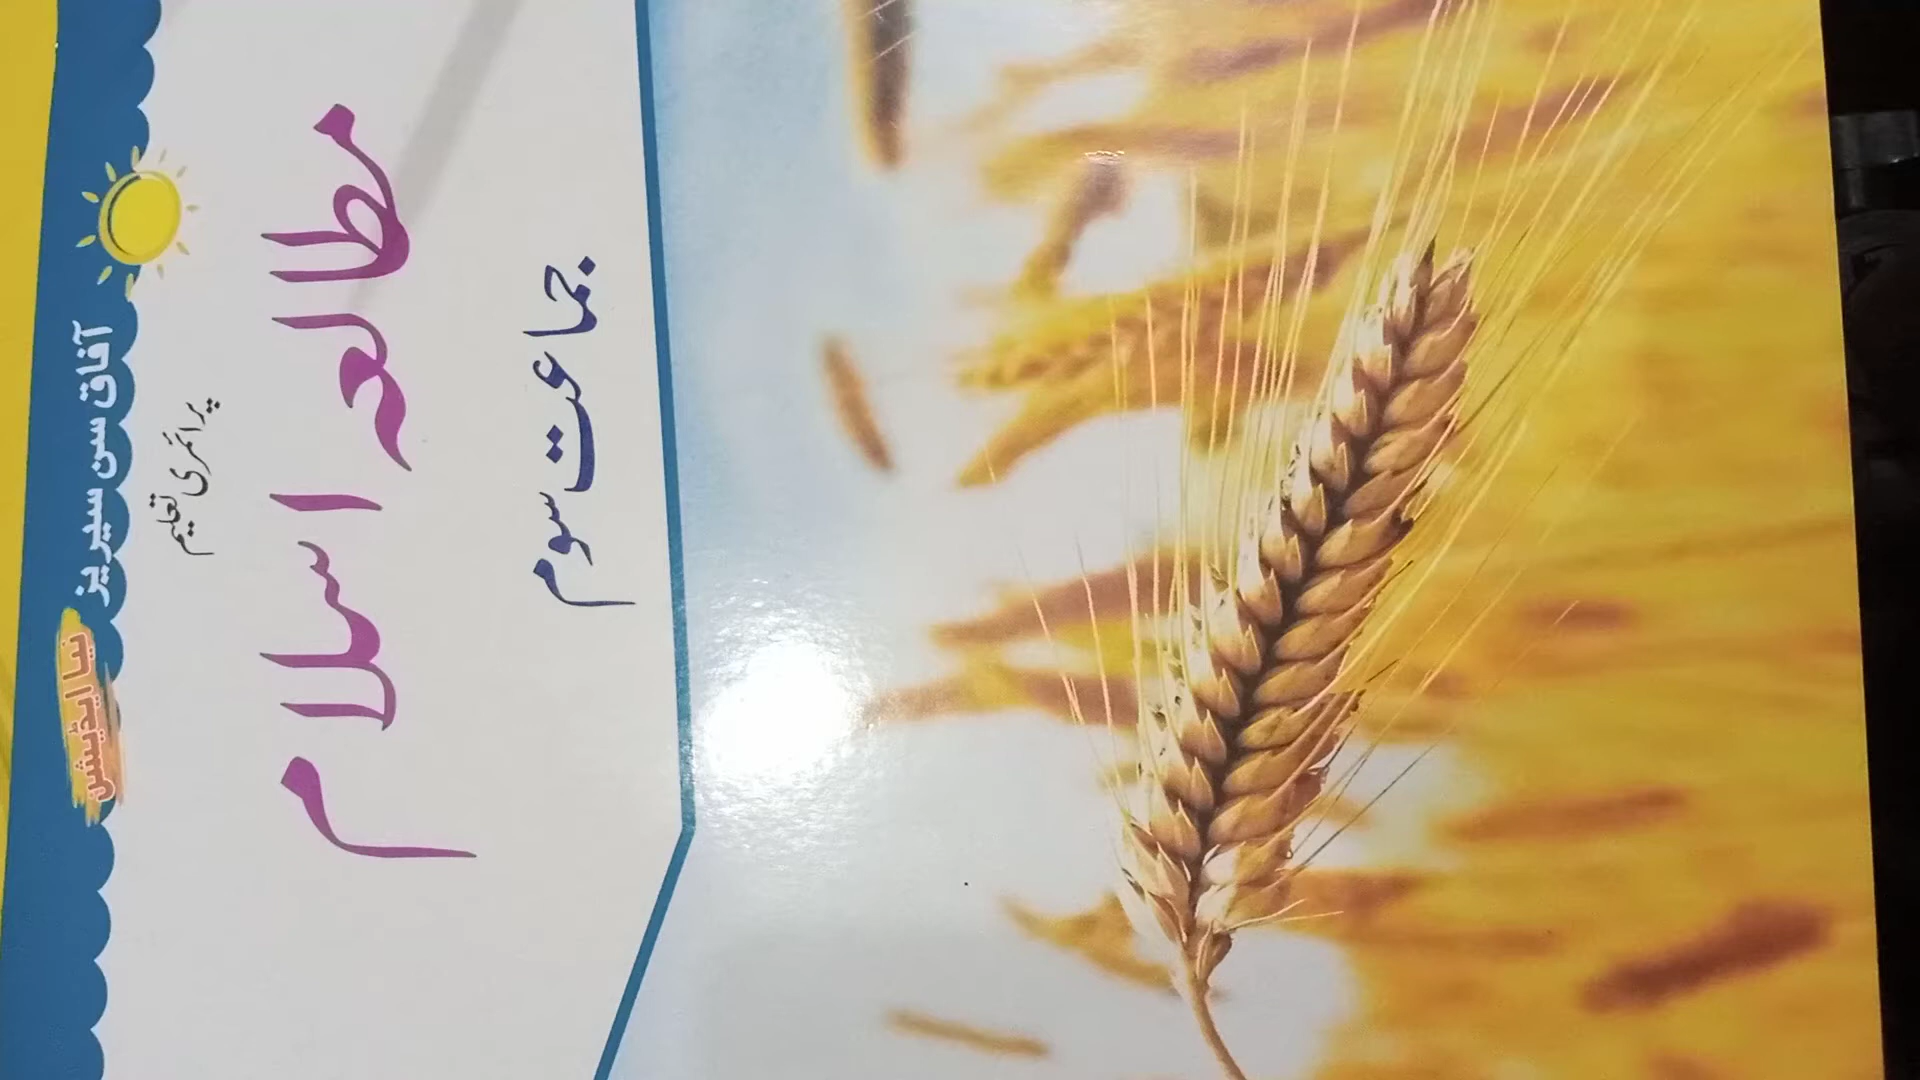 آفاق سن سیریز
نیا ایڈیشن
پرائمری تعلیم
مطالعہ اسلام
جماعت سوم